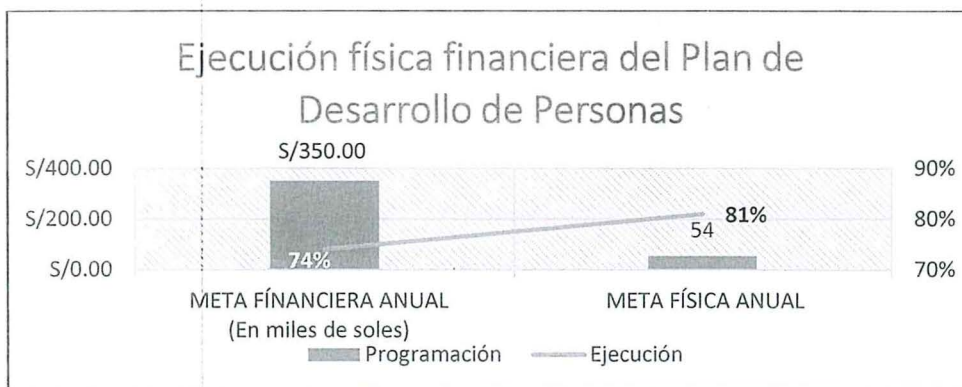 Ejecución física financiera del Plan de
Desarrollo de Personas
S/350.00
S/400.00
90%
S/200.00
54
81%
80%
S/0.00
74%
70%
META FÍNANCIERA ANUAL
(En miles de soles)
META FÍSICA ANUAL
Programación
Ejecución